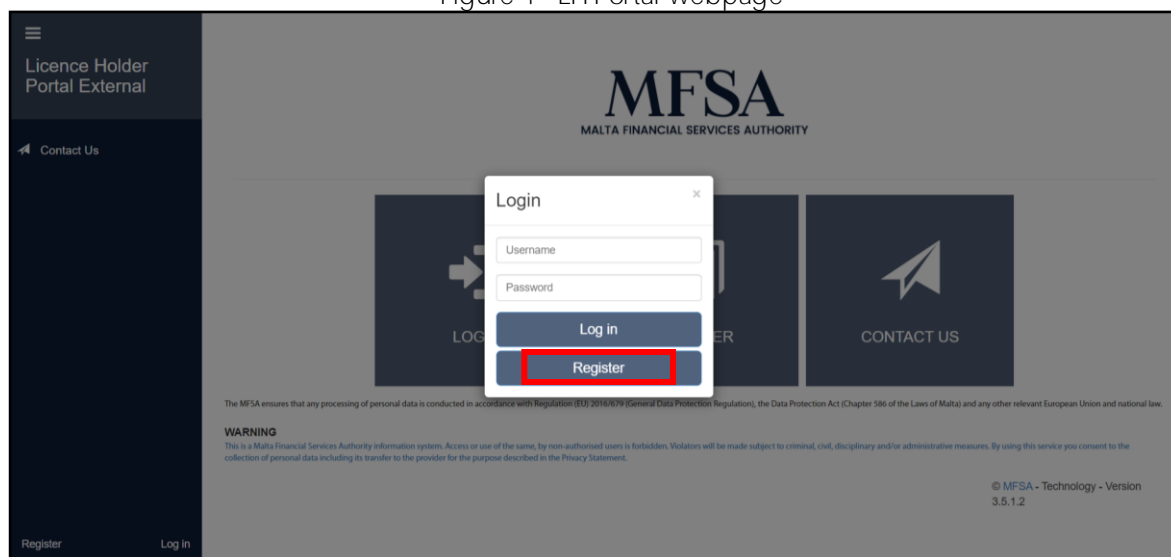 Figure 1 - LH Portal webpage
Licence Holder
Portal External
Contact Us
MFSA
MALTA FINANCIAL SERVICES AUTHORITY
Login
×
Username
Password
Log in
Register
LOG
ER
CONTACT US
The MFSA ensures that any processing of personal data is conducted in accordance with Regulation (EU) 2016/679 (General Data Protection Regulation), the Data Protection Act (Chapter 586 of the Laws of Malta) and any other relevant European Union and national law.
WARNING
This is a Malta Financial Services Authority information system. Access or use of the same, by non-authorised users is forbidden. Violators will be made subject to criminal, civil, disciplinary and/or administrative measures. By using this service you consent to the
collection of personal data including its transfer to the provider for the purpose described in the Privacy Statement.
© MFSA - Technology - Version
3.5.1.2
Register Log in